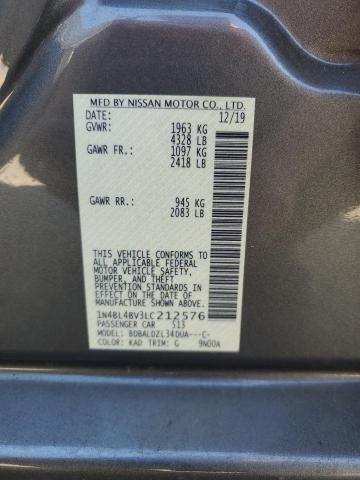 MFD BY NISSAN MOTOR CO., LTD.
DATE: 12/19
GVWR: 1963 KG
4328 LB
GAWR FR.: 1097 KG
2418 LB
GAWR RR.: 945 KG
2083 LB
THIS VEHICLE CONFORMS TO
ALL APPLICABLE FEDERAL
MOTOR VEHICLE SAFETY,
BUMPER, AND THEFT
PREVENTION STANDARDS IN
EFFECT ON THE DATE OF
MANUFACTURE SHOWN ABOVE.
1N4BL4BV3LC212576
PASSENGER CAR S13
MODEL: BDBALDZL34DUA---C-
COLOR: KAD TRIM: G 9N00A